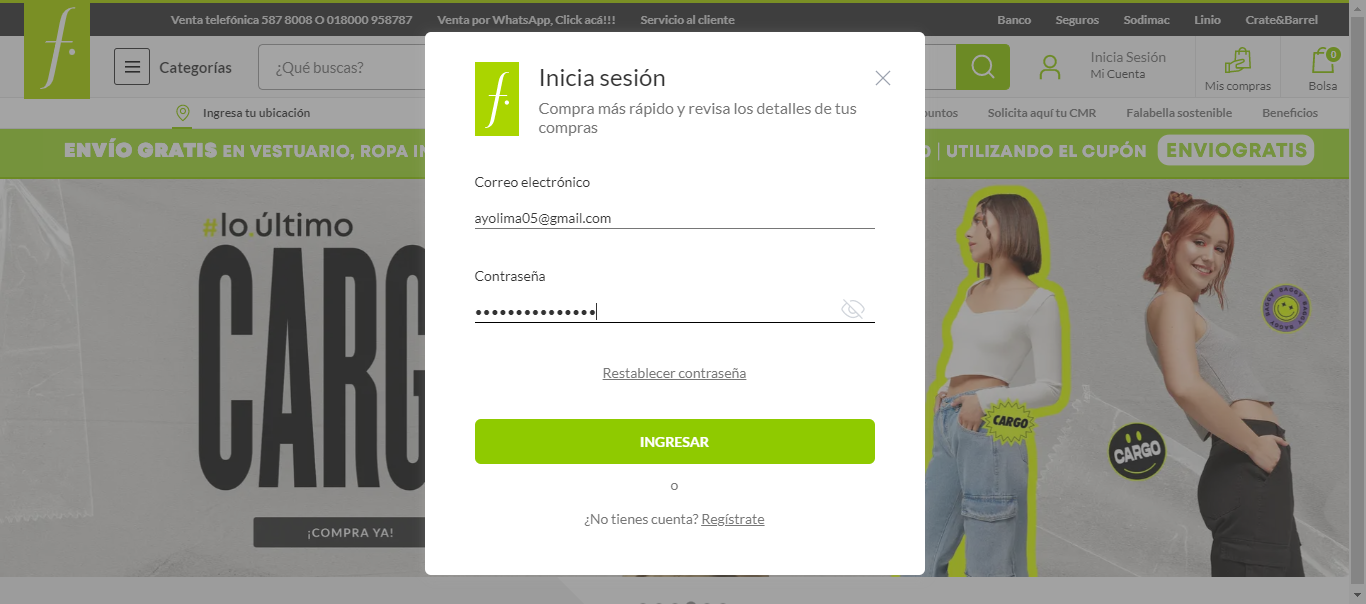 Venta telefónica 587 8008 O 018000 958787 Venta por WhatsApp, Click acá!!! Servicio al cliente Banco Seguros Sodimac Linio Crate&Barrel
f.
Categorías
¿Qué buscas?
Inicia Sesión
Mi Cuenta
Mis compras
0
Bolsa
Ingresa tu ubicación
Solicita aquí tu CMR Falabella sostenible Beneficios
ENVÍO GRATIS EN VESTUARIO, ROPA
| UTILIZANDO EL CUPÓN ENVIOGRATIS
#lo.último
CARG
¡COMPRA YA!
f.
Inicia sesión
Compra más rápido y revisa los detalles de tus
compras
Correo electrónico
ayolima05@gmail.com
Contraseña
•••••••••••••••
Restablecer contraseña
INGRESAR
o
¿No tienes cuenta? Regístrate
BAGGY BAGGY BAGGY
CARGO
CARGO